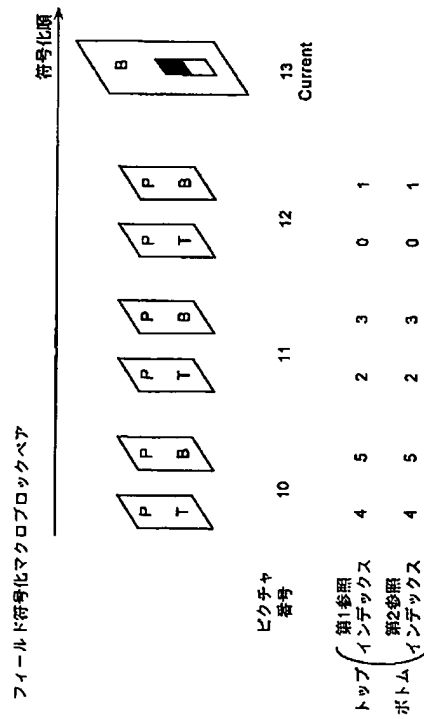 フィールド符号化マクロブロックペア
符号化順
P P P P P P B
T B T B T B
ピクチャ番号 10 11 12 13
Current
トップ 第1参照インデックス 4 5 2 3 0 1
ボトム 第2参照インデックス 4 5 2 3 0 1